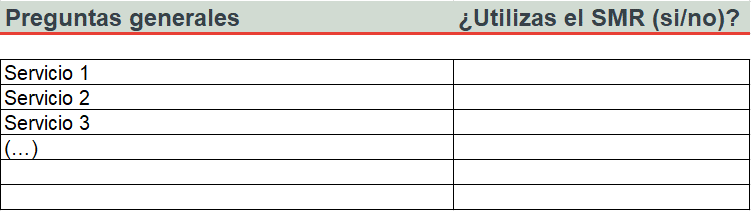 Preguntas generales ¿Utilizas el SMR (si/no)?
Servicio 1
Servicio 2
Servicio 3
(…)